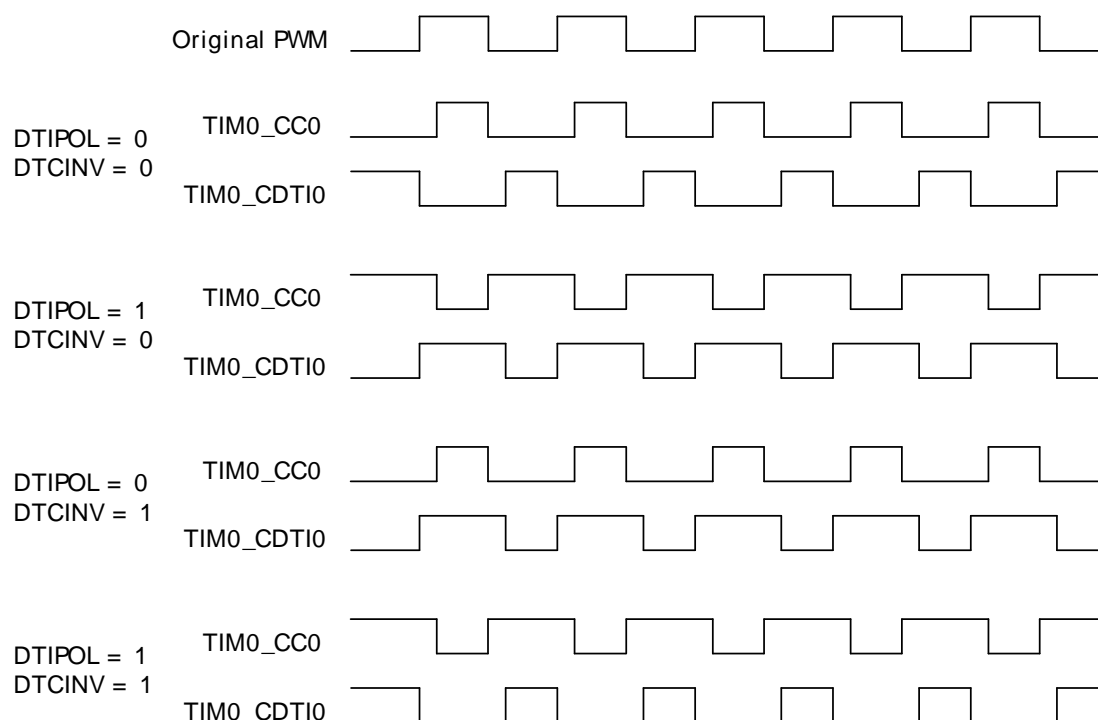 Original PWM
DTIPOL = 0
DTCINV = 0
TIM0_CC0
TIM0_CDTI0
DTIPOL = 1
DTCINV = 0
TIM0_CC0
TIM0_CDTI0
DTIPOL = 0
DTCINV = 1
TIM0_CC0
TIM0_CDTI0
DTIPOL = 1
DTCINV = 1
TIM0_CC0
TIM0_CDTI0